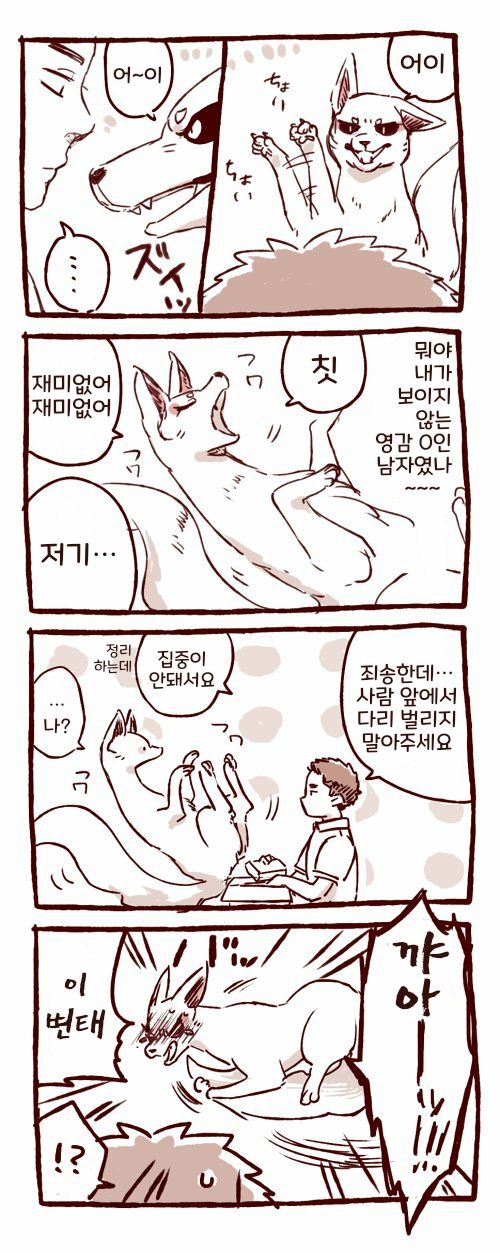 어이
ちょい
ちょい
어~이
ズイッ
....
뭐야
내가
보이지
않는
영감 0인
남자였나
~~~
칫
재미없어
재미없어
저기…
죄송한데…
사람 앞에서
다리 벌리지
말아주세요
집중이
안돼서요
정리
하는데
…
나?
꺄
아
이
변태
!?